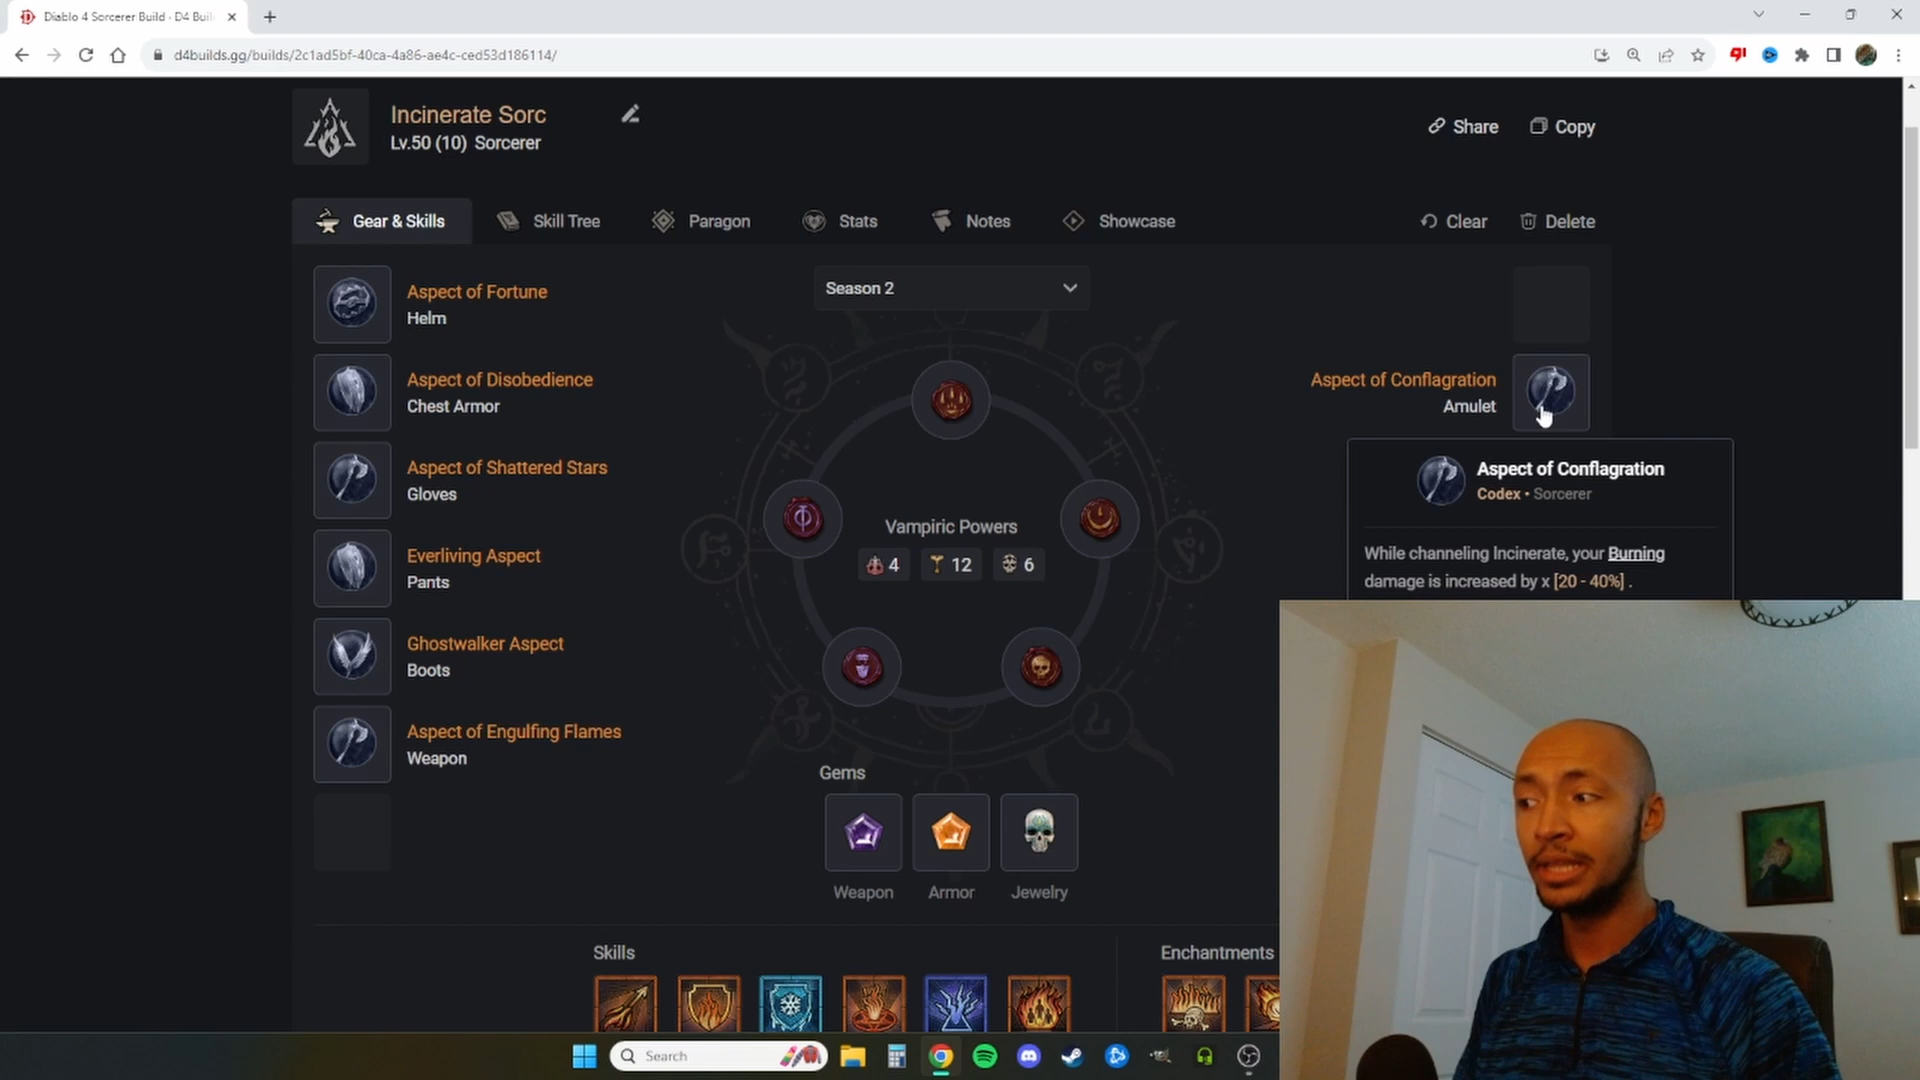 Diablo 4 Sorcerer Build - D4 Buil
d4builds.gg/builds/2c1ad5bf-40ca-4a86-ae4c-ced53d186114/
Incinerate Sorc
Lv.50 (10) Sorcerer
Share
Copy
Gear & Skills
Skill Tree
Paragon
Stats
Notes
Showcase
Clear
Delete
Aspect of Fortune
Helm
Aspect of Disobedience
Chest Armor
Aspect of Shattered Stars
Gloves
Everliving Aspect
Pants
Ghostwalker Aspect
Boots
Aspect of Engulfing Flames
Weapon
Season 2
Vampiric Powers
4 12 6
Gems
Weapon Armor Jewelry
Aspect of Conflagration
Amulet
Aspect of Conflagration
Codex • Sorcerer
While channeling Incinerate, your Burning
damage is increased by x [20 - 40%] .
Skills
Enchantments
Search